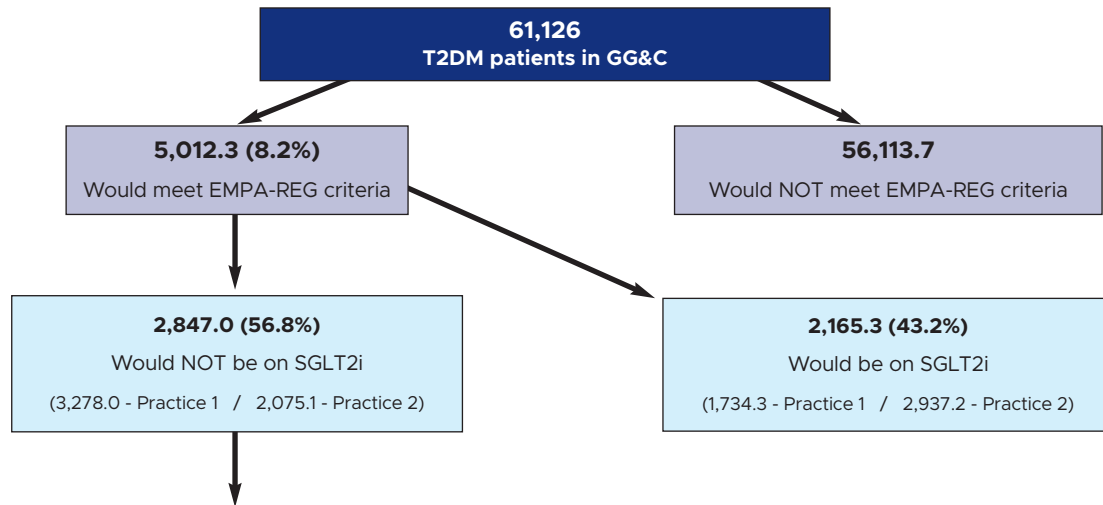 61,126
T2DM patients in GG&C
5,012.3 (8.2%)
Would meet EMPA-REG criteria
56,113.7
Would NOT meet EMPA-REG criteria
2,847.0 (56.8%)
Would NOT be on SGLT2i
(3,278.0 - Practice 1 / 2,075.1 - Practice 2)
2,165.3 (43.2%)
Would be on SGLT2i
(1,734.3 - Practice 1 / 2,937.2 - Practice 2)